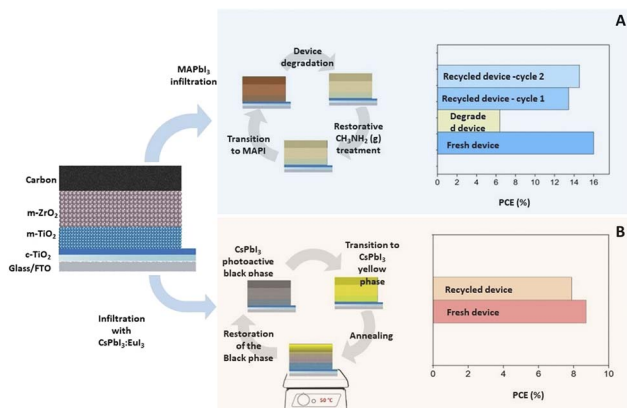 A
MAPbI₃
infiltration
Device
degradation
Transition
to MAPI
Restorative
CH₃NH₂ (g)
treatment
Recycled device -cycle 2
Recycled device - cycle 1
Degrade
d device
Fresh device
0 2 4 6 8 10 12 14 16
PCE (%)
Carbon
m-ZrO₂
m-TiO₂
c-TiO₂
Glass/FTO
Infiltration
with
CsPbI₃:EuI₃
B
CsPbI₃
photoactive
black phase
Transition to
CsPbI₃
yellow
phase
Restoration
of the
Black phase
Annealing
50 °C
Recycled device
Fresh device
0 2 4 6 8 10
PCE (%)